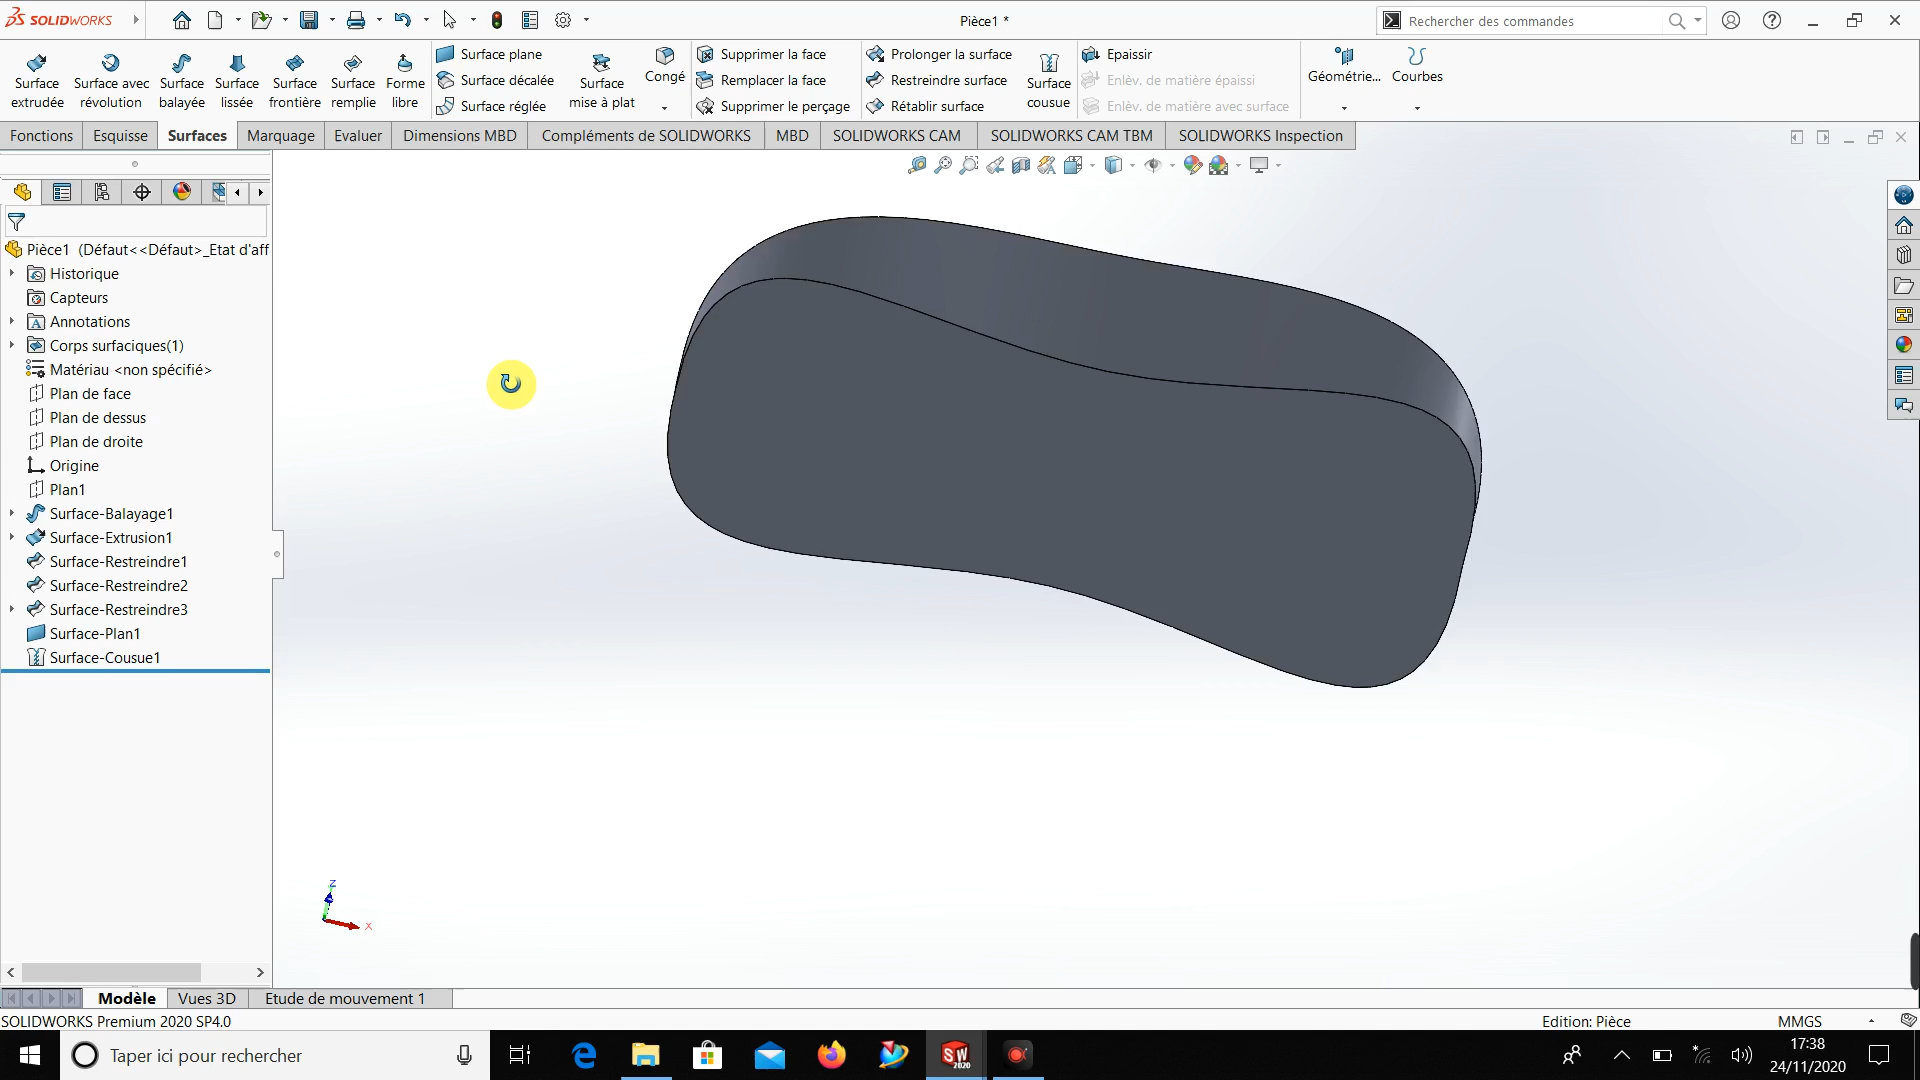 SOLIDWORKS
Pièce1 *
Rechercher des commandes
Surface extrudée
Surface avec révolution
Surface balayée
Surface lissée
Surface frontière
Surface remplie
Forme libre
Surface plane
Surface décalée
Surface réglée
Surface mise à plat
Congé
Supprimer la face
Remplacer la face
Supprimer le perçage
Prolonger la surface
Restreindre surface
Rétablir surface
Surface cousue
Epaissir
Enlèv. de matière épaissi
Enlèv. de matière avec surface
Géométrie...
Courbes
Fonctions
Esquisse
Surfaces
Marquage
Evaluer
Dimensions MBD
Compléments de SOLIDWORKS
MBD
SOLIDWORKS CAM
SOLIDWORKS CAM TBM
SOLIDWORKS Inspection
Pièce1 (Défaut<<Défaut>_Etat d'aff
Historique
Capteurs
Annotations
Corps surfaciques(1)
Matériau <non spécifié>
Plan de face
Plan de dessus
Plan de droite
Origine
Plan1
Surface-Balayage1
Surface-Extrusion1
Surface-Restreindre1
Surface-Restreindre2
Surface-Restreindre3
Surface-Plan1
Surface-Cousue1
z
x
Modèle
Vues 3D
Etude de mouvement 1
SOLIDWORKS Premium 2020 SP4.0
Edition: Pièce
MMGS
Taper ici pour rechercher
SW
2020
17:38
24/11/2020